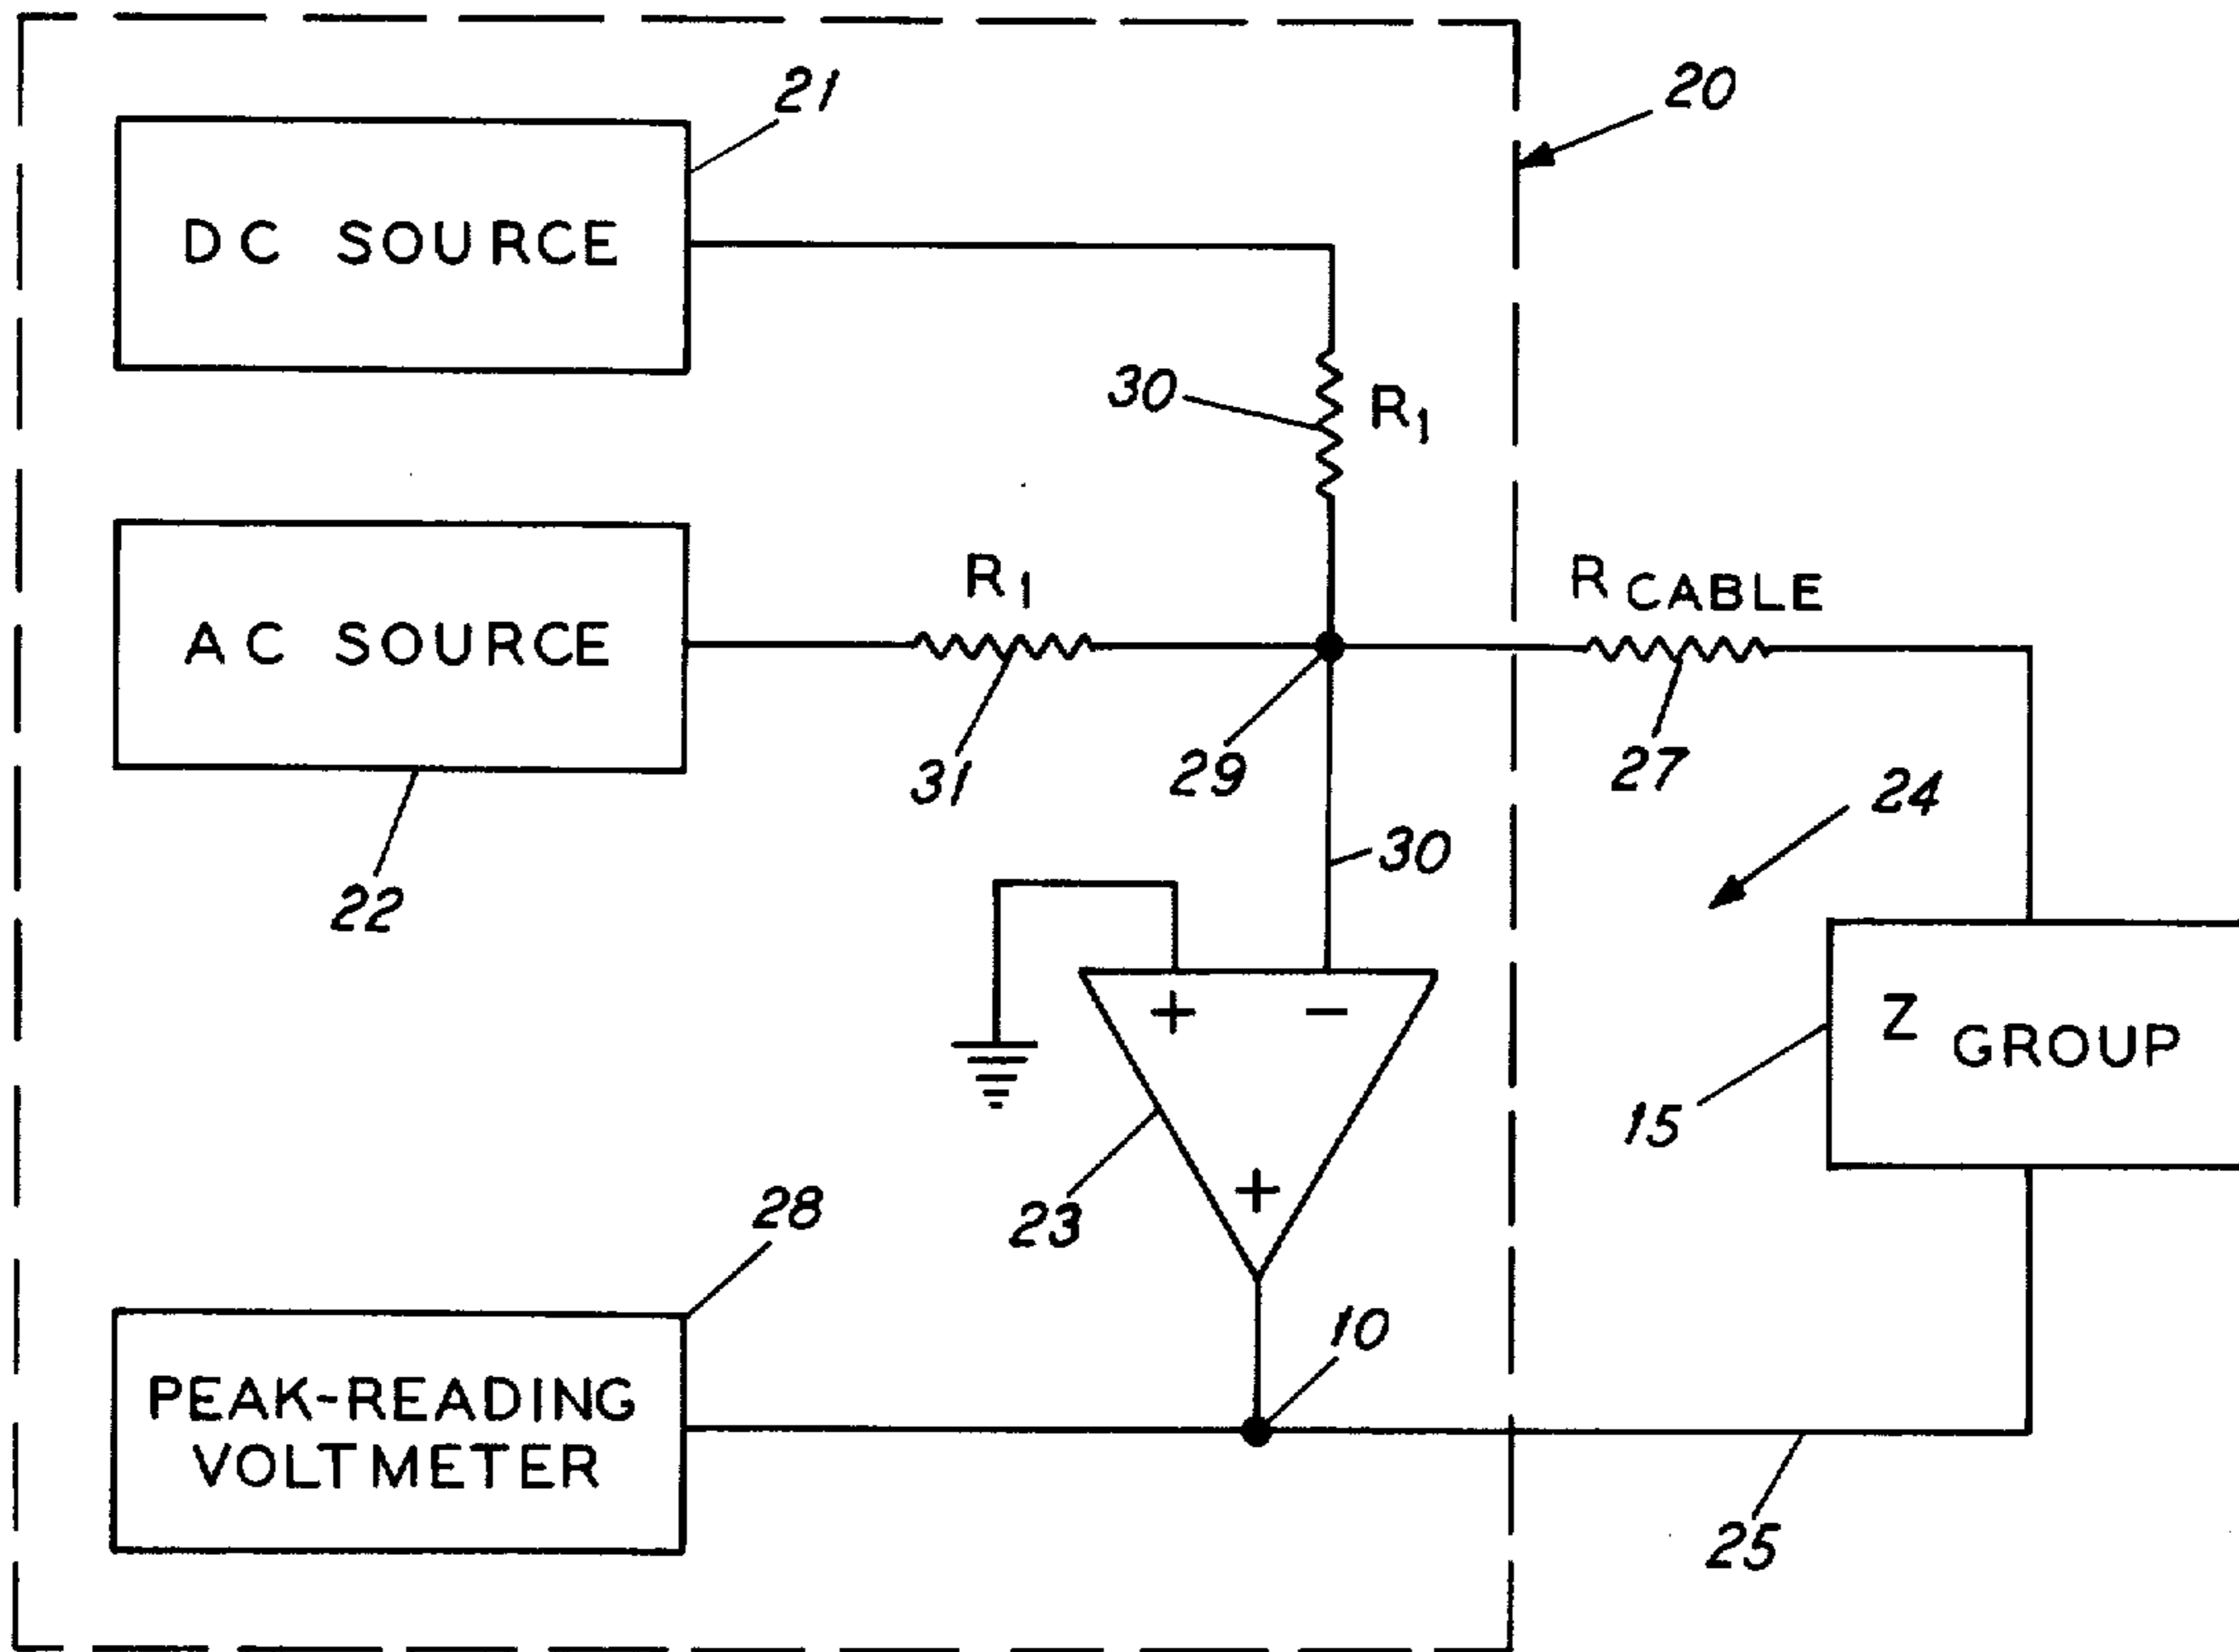 21
20
DC SOURCE
30
R1
R1
R CABLE
AC SOURCE
31
29
27
24
22
30
+ −
Z GROUP
15
+
23
28
10
PEAK-READING
VOLTMETER
25